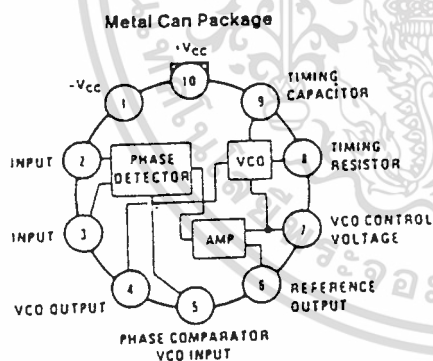 Metal Can Package
+VCC
10
-VCC
1
9
TIMING
CAPACITOR
INPUT
2
PHASE
DETECTOR
VCO
8
TIMING
RESISTOR
INPUT
3
AMP
7
VCO CONTROL
VOLTAGE
4
VCO OUTPUT
5
6
REFERENCE
OUTPUT
PHASE COMPARATOR
VCO INPUT